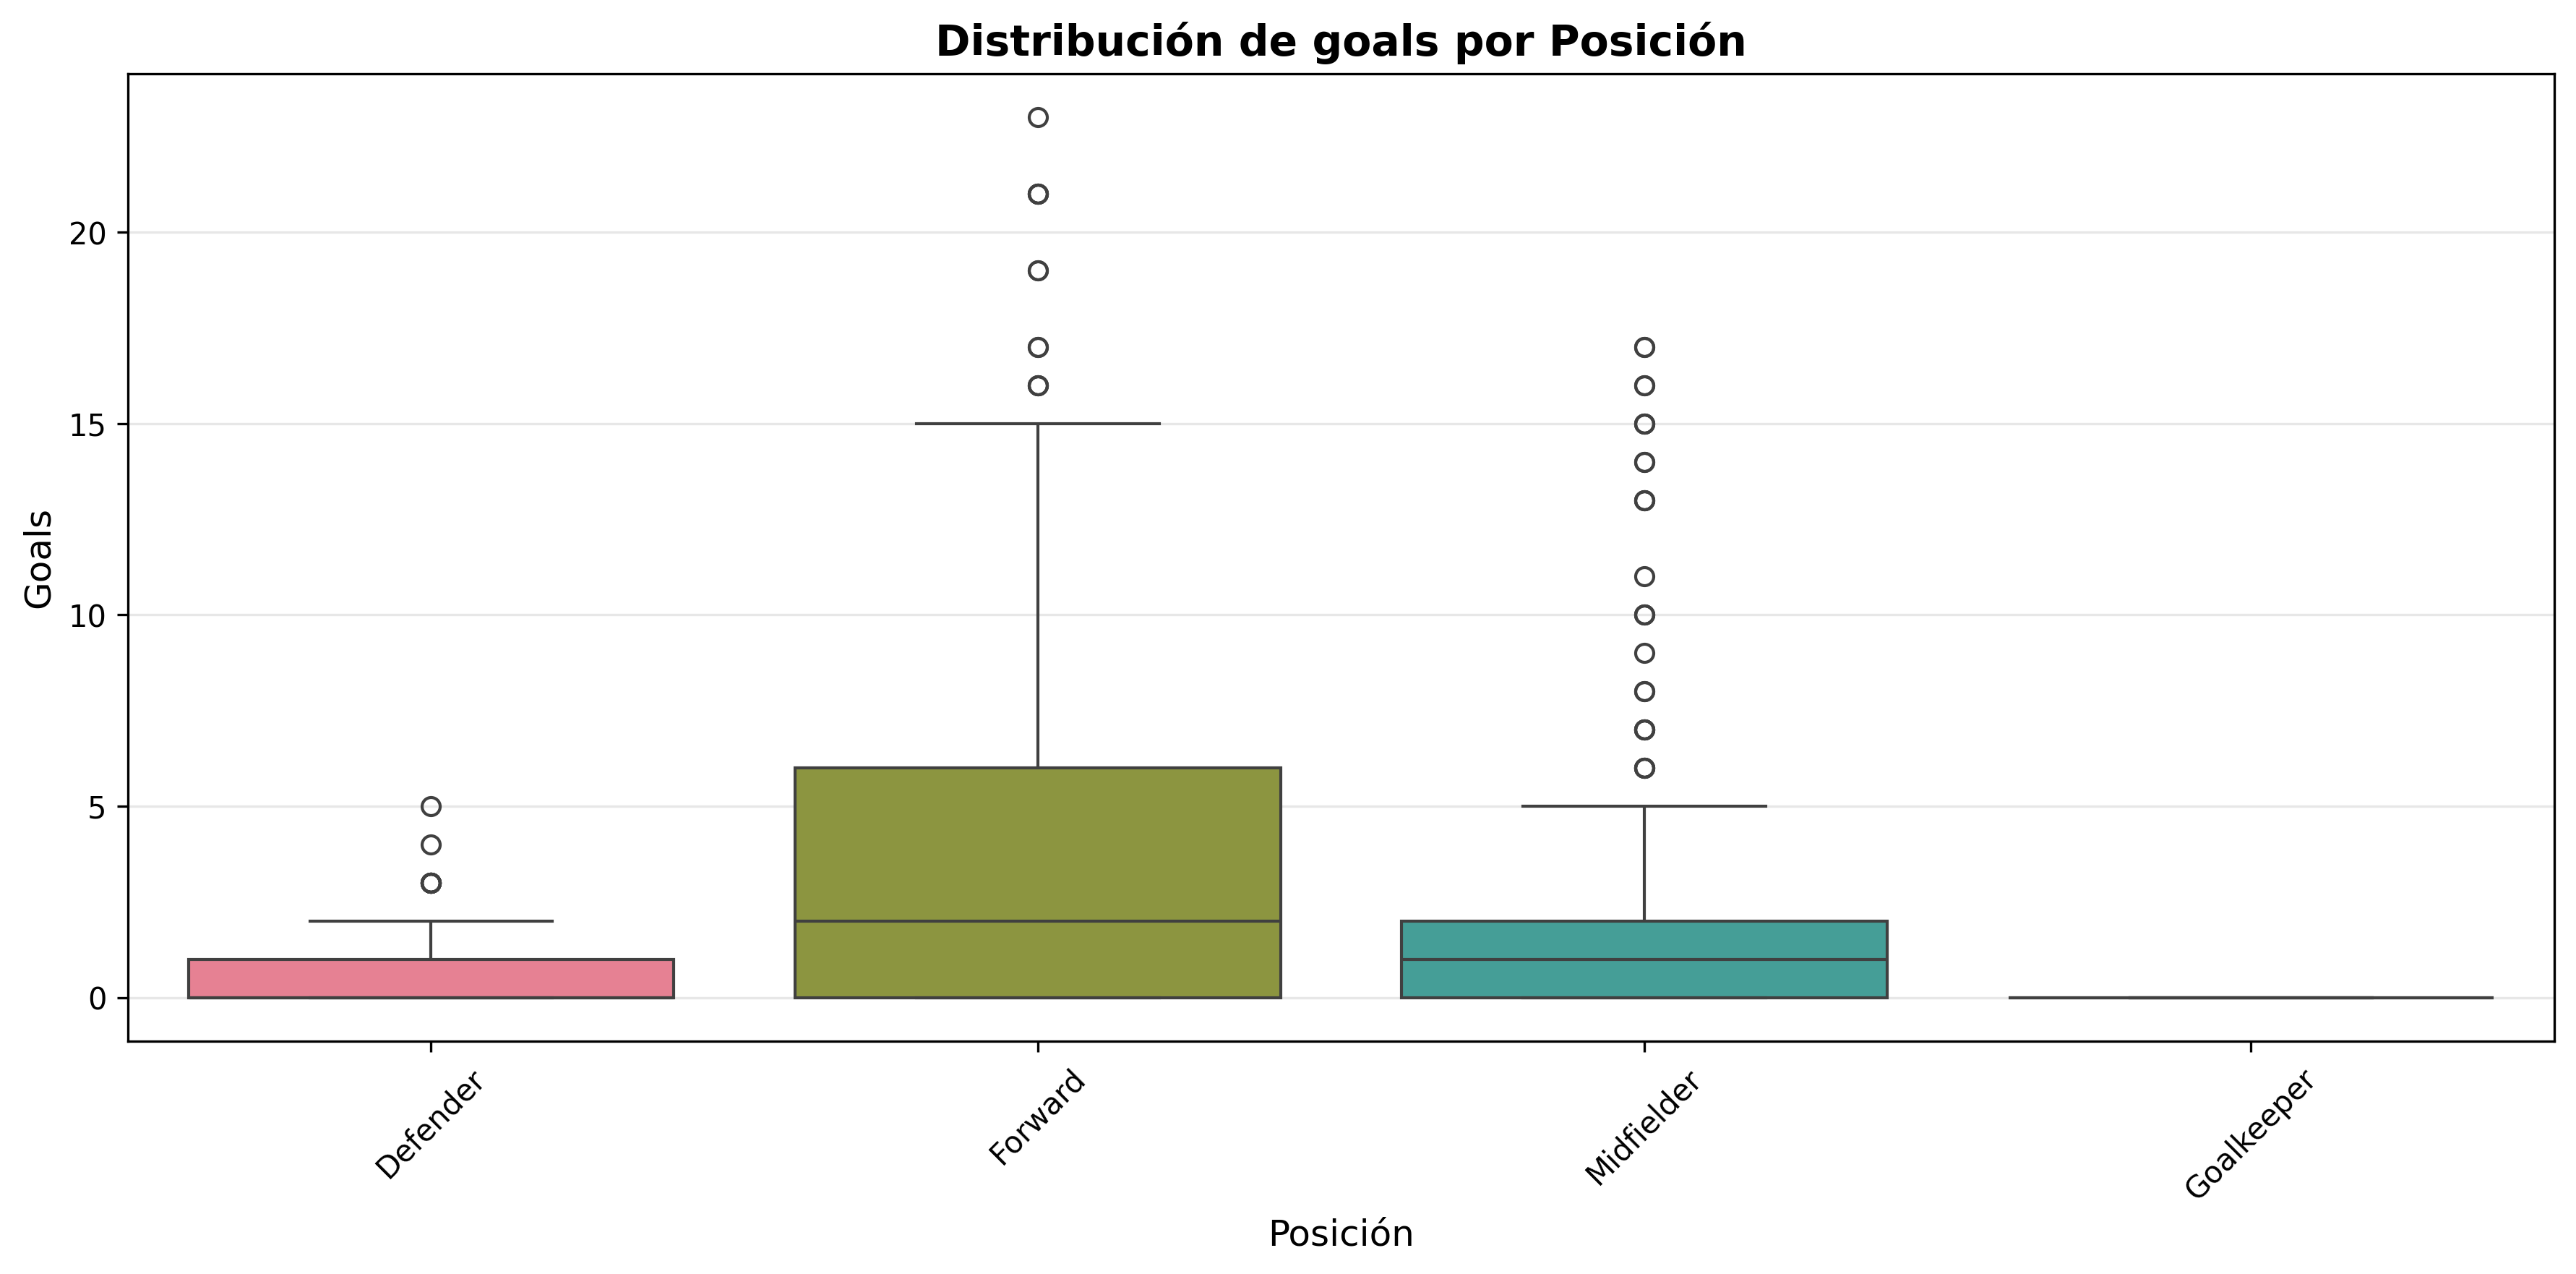 Distribución de goals por Posición
Goals
20
15
10
5
0
Defender
Forward
Midfielder
Goalkeeper
Posición